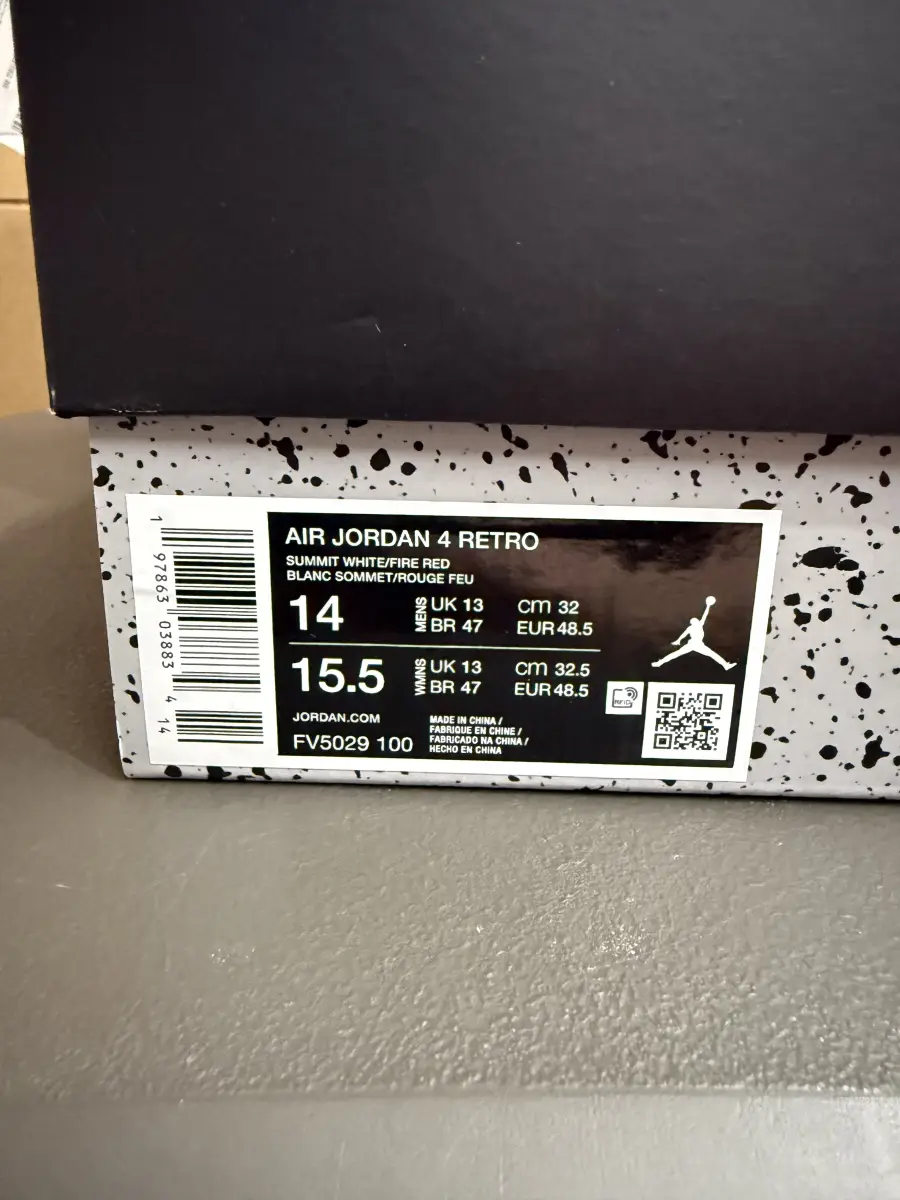 AIR JORDAN 4 RETRO
SUMMIT WHITE/FIRE RED
BLANC SOMMET/ROUGE FEU
14 MENS UK 13 cm 32
BR 47 EUR 48.5
15.5 WMNS UK 13 cm 32.5
BR 47 EUR 48.5
JORDAN.COM
FV5029 100
MADE IN CHINA /
FABRIQUE EN CHINE /
FABRICADO NA CHINA /
HECHO EN CHINA
RFID
1 97863 03883 4 14